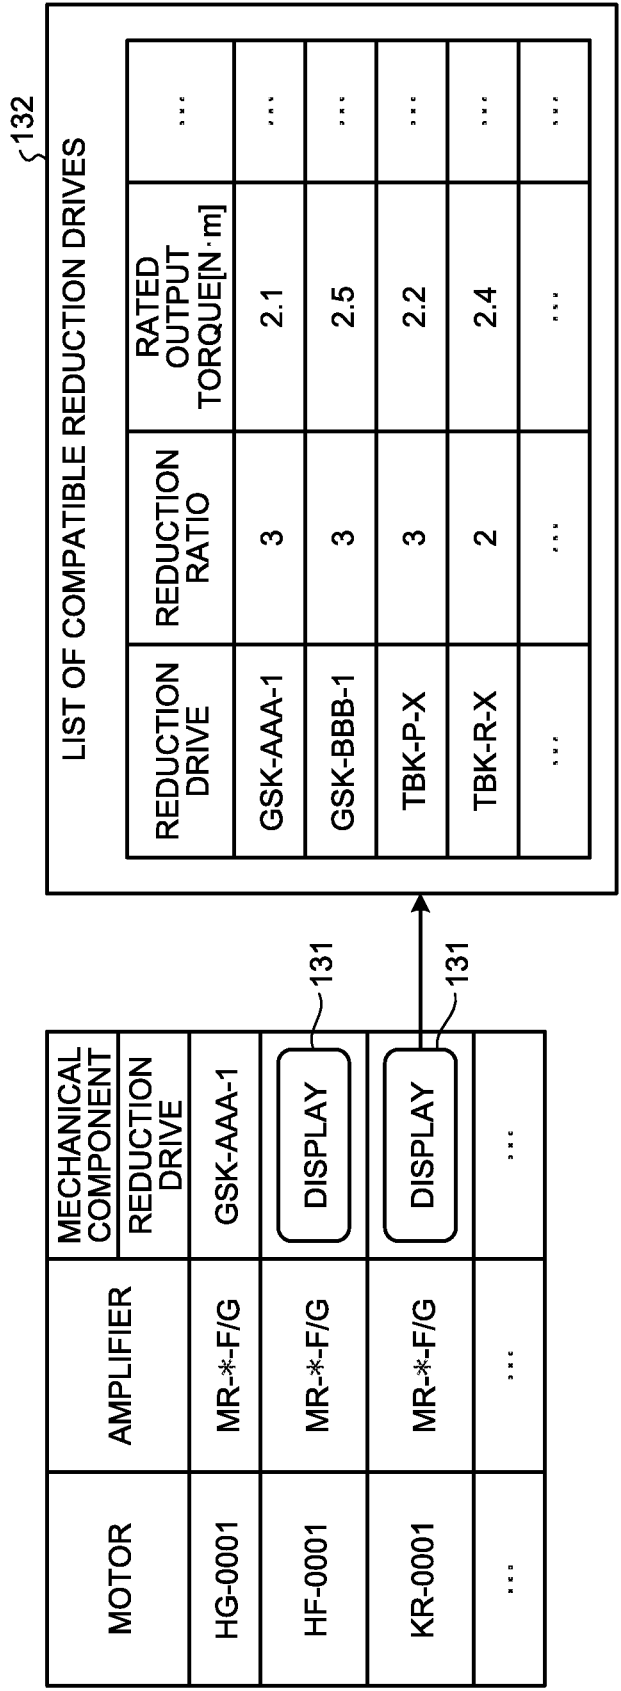 MOTOR
AMPLIFIER
MECHANICAL
COMPONENT
REDUCTION
DRIVE
HG-0001
MR-*-F/G
GSK-AAA-1
HF-0001
MR-*-F/G
DISPLAY
131
KR-0001
MR-*-F/G
DISPLAY
131
...
...
...
132
LIST OF COMPATIBLE REDUCTION DRIVES
REDUCTION
DRIVE
REDUCTION
RATIO
RATED
OUTPUT
TORQUE[N·m]
...
GSK-AAA-1
3
2.1
...
GSK-BBB-1
3
2.5
...
TBK-P-X
3
2.2
...
TBK-R-X
2
2.4
...
...
...
...
...